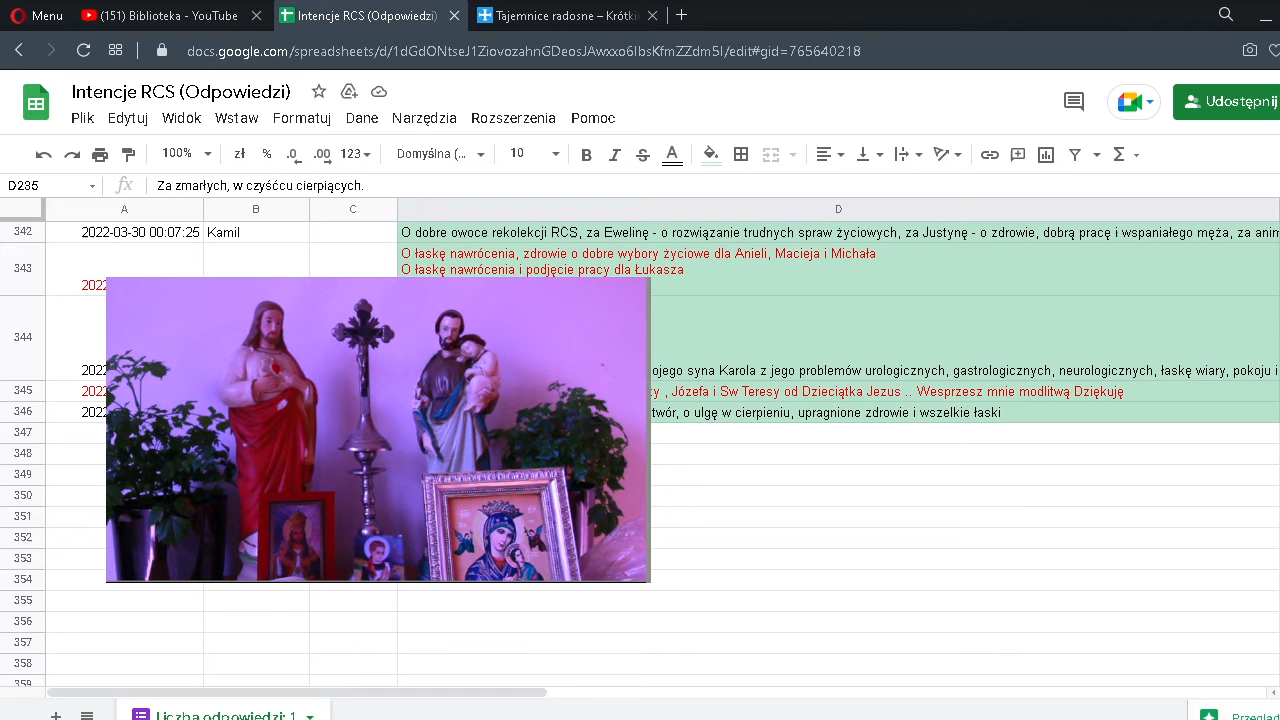 Menu
(151) Biblioteka - YouTube
Intencje RCS (Odpowiedzi)
Tajemnice radosne – Krótki
docs.google.com/spreadsheets/d/1dGdONtseJ1ZiovozahnGDeosJAwxxo6IbsKfmZZdm5I/edit#gid=765640218
Intencje RCS (Odpowiedzi)
Udostępnij
Plik Edytuj Widok Wstaw Formatuj Dane Narzędzia Rozszerzenia Pomoc
100% zł % .0 .00 123 Domyślna (... 10 B I S A Σ
D235 fx Za zmarłych, w czyśćcu cierpiących.
A B C D
342 2022-03-30 00:07:25 Kamil O dobre owoce rekolekcji RCS, za Ewelinę - o rozwiązanie trudnych spraw życiowych, za Justynę - o zdrowie, dobrą pracę i wspaniałego męża, za anim
O łaskę nawrócenia, zdrowie o dobre wybory życiowe dla Anieli, Macieja i Michała
343
O łaskę nawrócenia i podjęcie pracy dla Łukasza
2022
344
2022 ojego syna Karola z jego problemów urologicznych, gastrologicznych, neurologicznych, łaskę wiary, pokoju i
345 2022 zy , Józefa i Sw Teresy od Dzieciątka Jezus .. Wesprzesz mnie modlitwą Dziękuję
346 2022 twór, o ulgę w cierpieniu, upragnione zdrowie i wszelkie łaski
347
348
349
350
351
352
353
354
355
356
357
358
359
Liczba odpowiedzi: 1
Przegląd